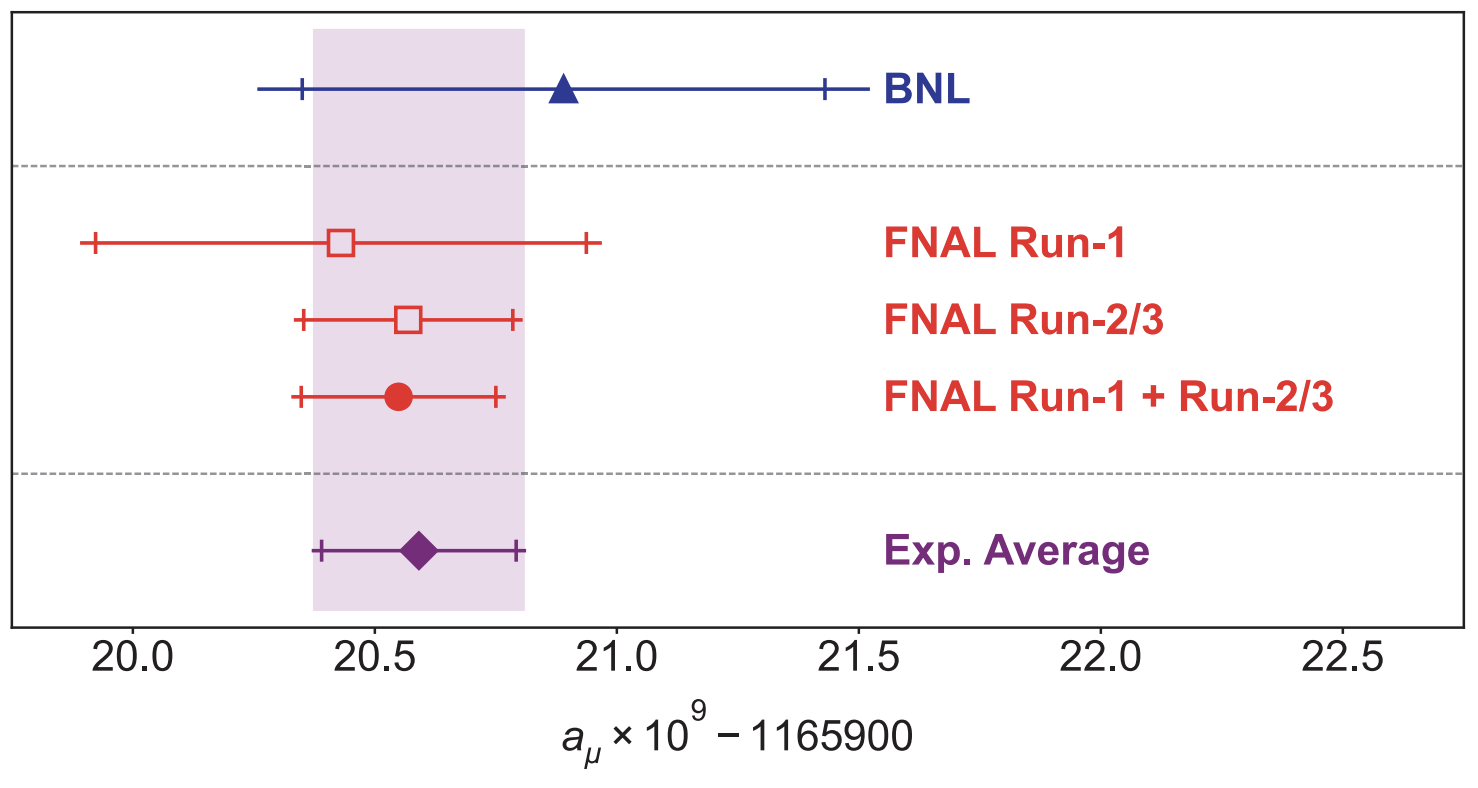 BNL
FNAL Run-1
FNAL Run-2/3
FNAL Run-1 + Run-2/3
Exp. Average
20.0 20.5 21.0 21.5 22.0 22.5
aμ × 10⁹ − 1165900